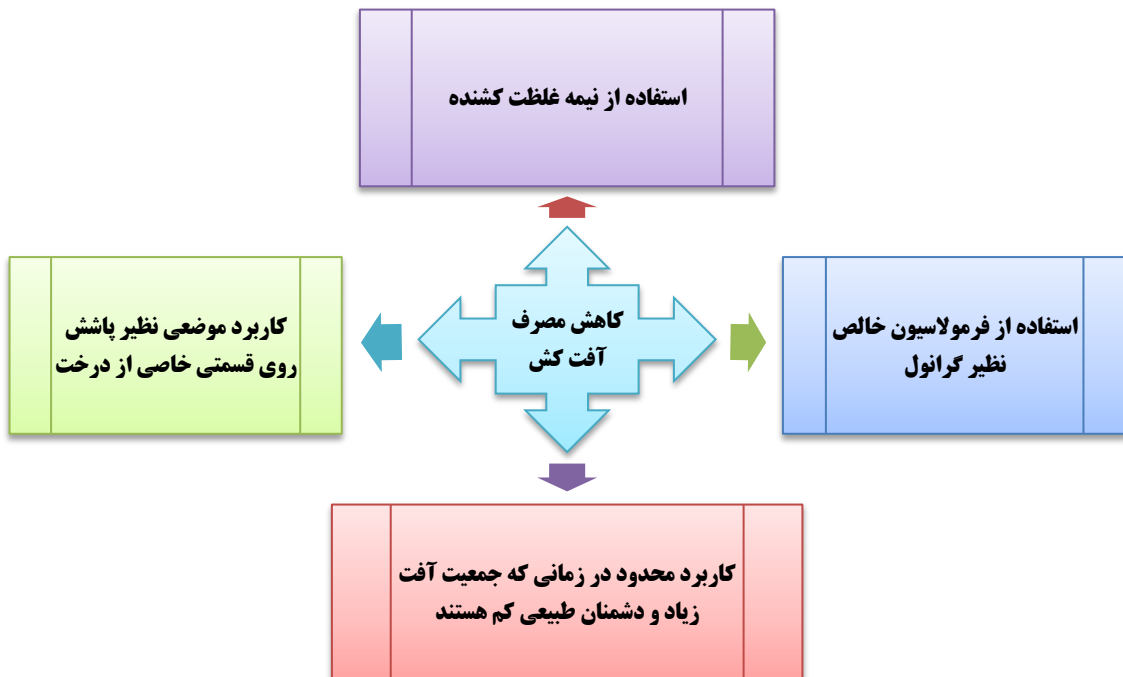 استفاده از نیمه غلظت کشنده
استفاده از فرمولاسیون خالص
نظیر گرانول
کاهش مصرف
آفت کش
کاربرد موضعی نظیر پاشش
روی قسمتی خاصی از درخت
کاربرد محدود در زمانی که جمعیت آفت
زیاد و دشمنان طبیعی کم هستند